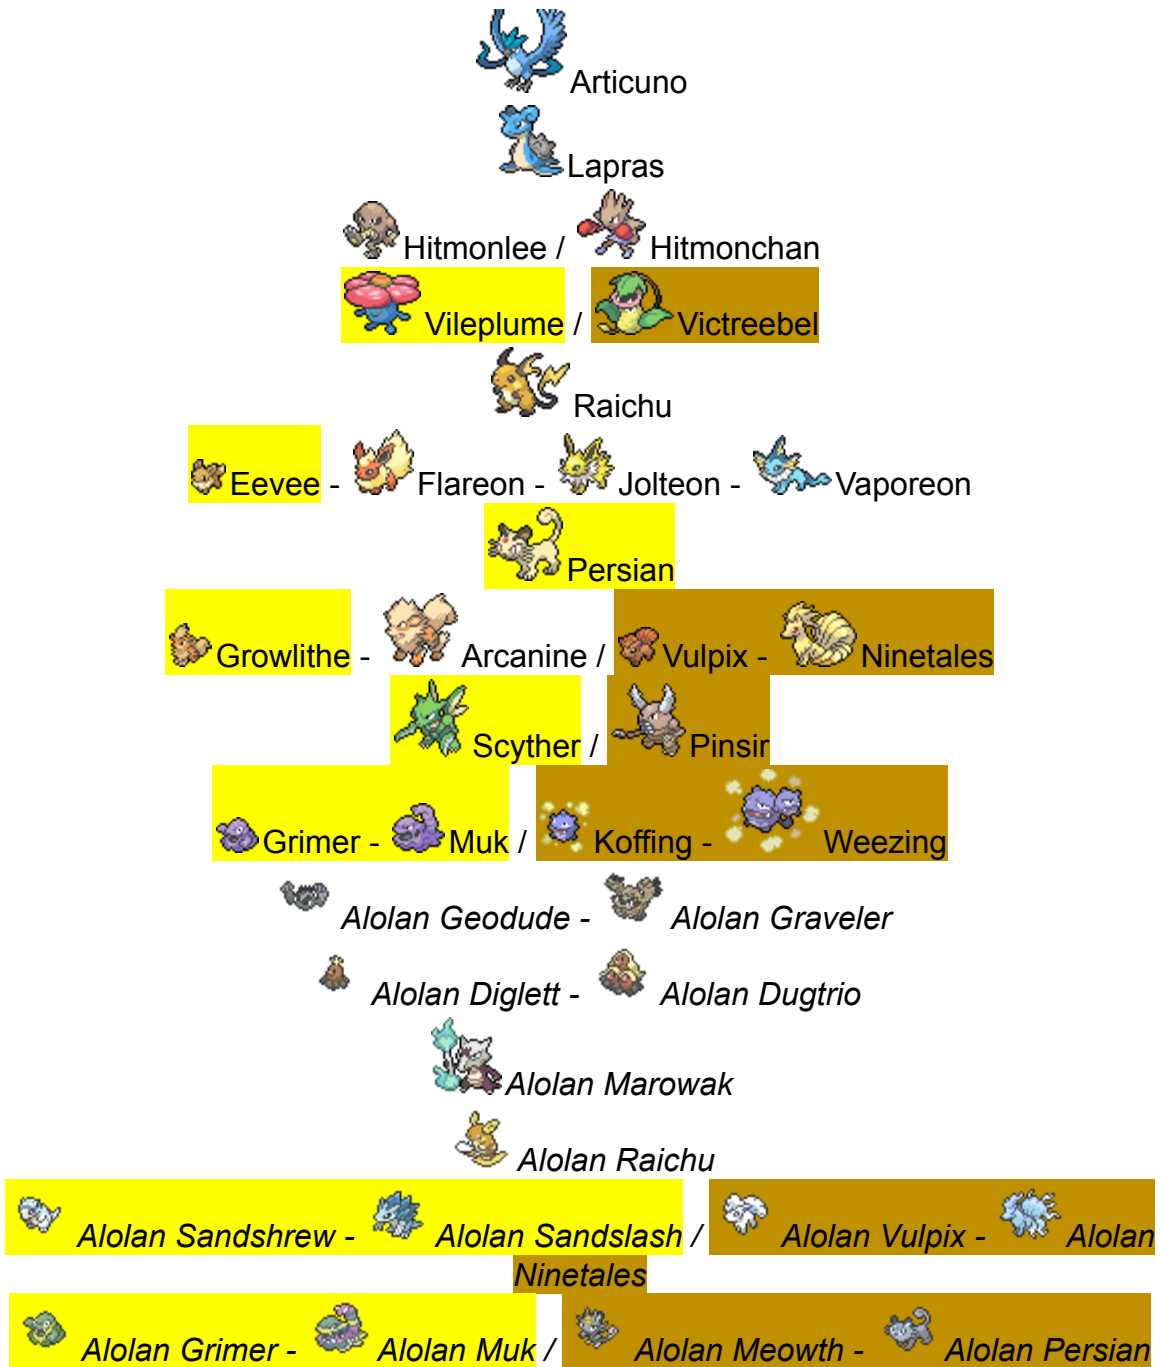 Articuno
Lapras
Hitmonlee / Hitmonchan
Vileplume / Victreebel
Raichu
Eevee - Flareon - Jolteon - Vaporeon
Persian
Growlithe - Arcanine / Vulpix - Ninetales
Scyther / Pinsir
Grimer - Muk / Koffing - Weezing
Alolan Geodude - Alolan Graveler
Alolan Diglett - Alolan Dugtrio
Alolan Marowak
Alolan Raichu
Alolan Sandshrew - Alolan Sandslash / Alolan Vulpix - Alolan
Ninetales
Alolan Grimer - Alolan Muk / Alolan Meowth - Alolan Persian